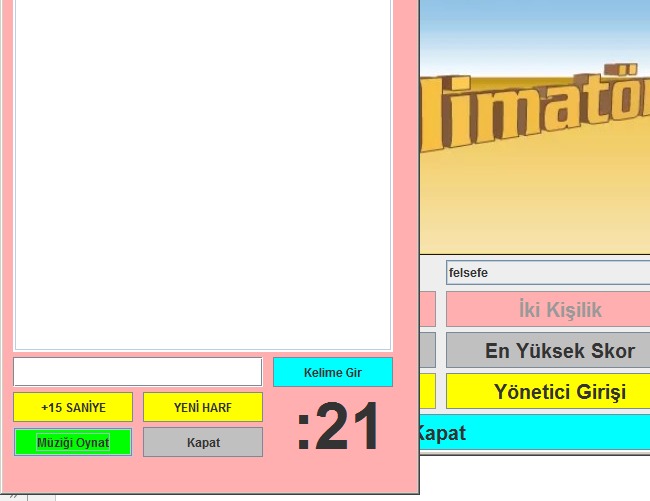 limatö
felsefe
İki Kişilik
En Yüksek Skor
Kelime Gir
Yönetici Girişi
+15 SANİYE
YENİ HARF
:21
Müziği Oynat
Kapat
Kapat